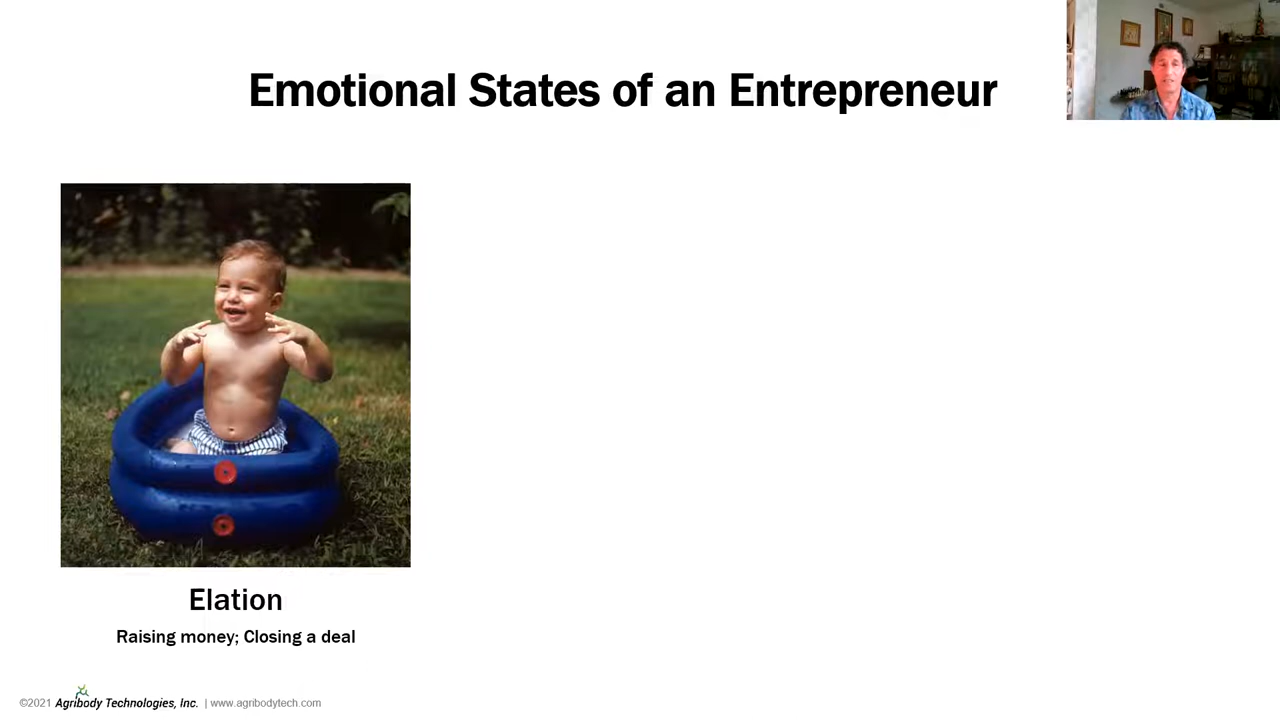 Emotional States of an Entrepreneur
Elation
Raising money; Closing a deal
©2021 Agribody Technologies, Inc. | www.agribodytech.com